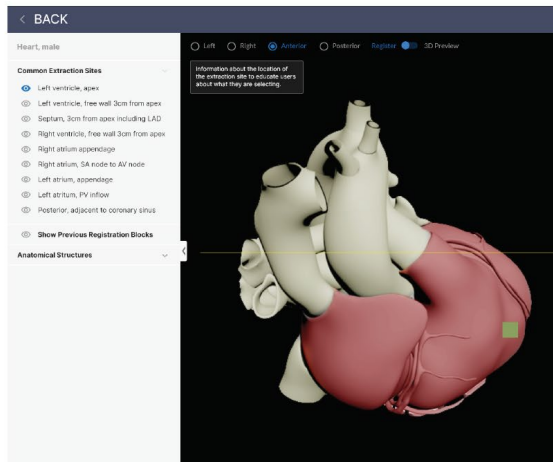 < BACK
Heart, male
Left Right Anterior Posterior Register 3D Preview
Information about the location of
the extraction site to educate users
about what they are selecting.
Common Extraction Sites
Left ventricle, apex
Left ventricle, free wall 3cm from apex
Septum, 3cm from apex including LAD
Right ventricle, free wall 3cm from apex
Right atrium appendage
Right atrium, SA node to AV node
Left atrium, appendage
Left atritum, PV inflow
Posterior, adjacent to coronary sinus
Show Previous Registration Blocks
Anatomical Structures